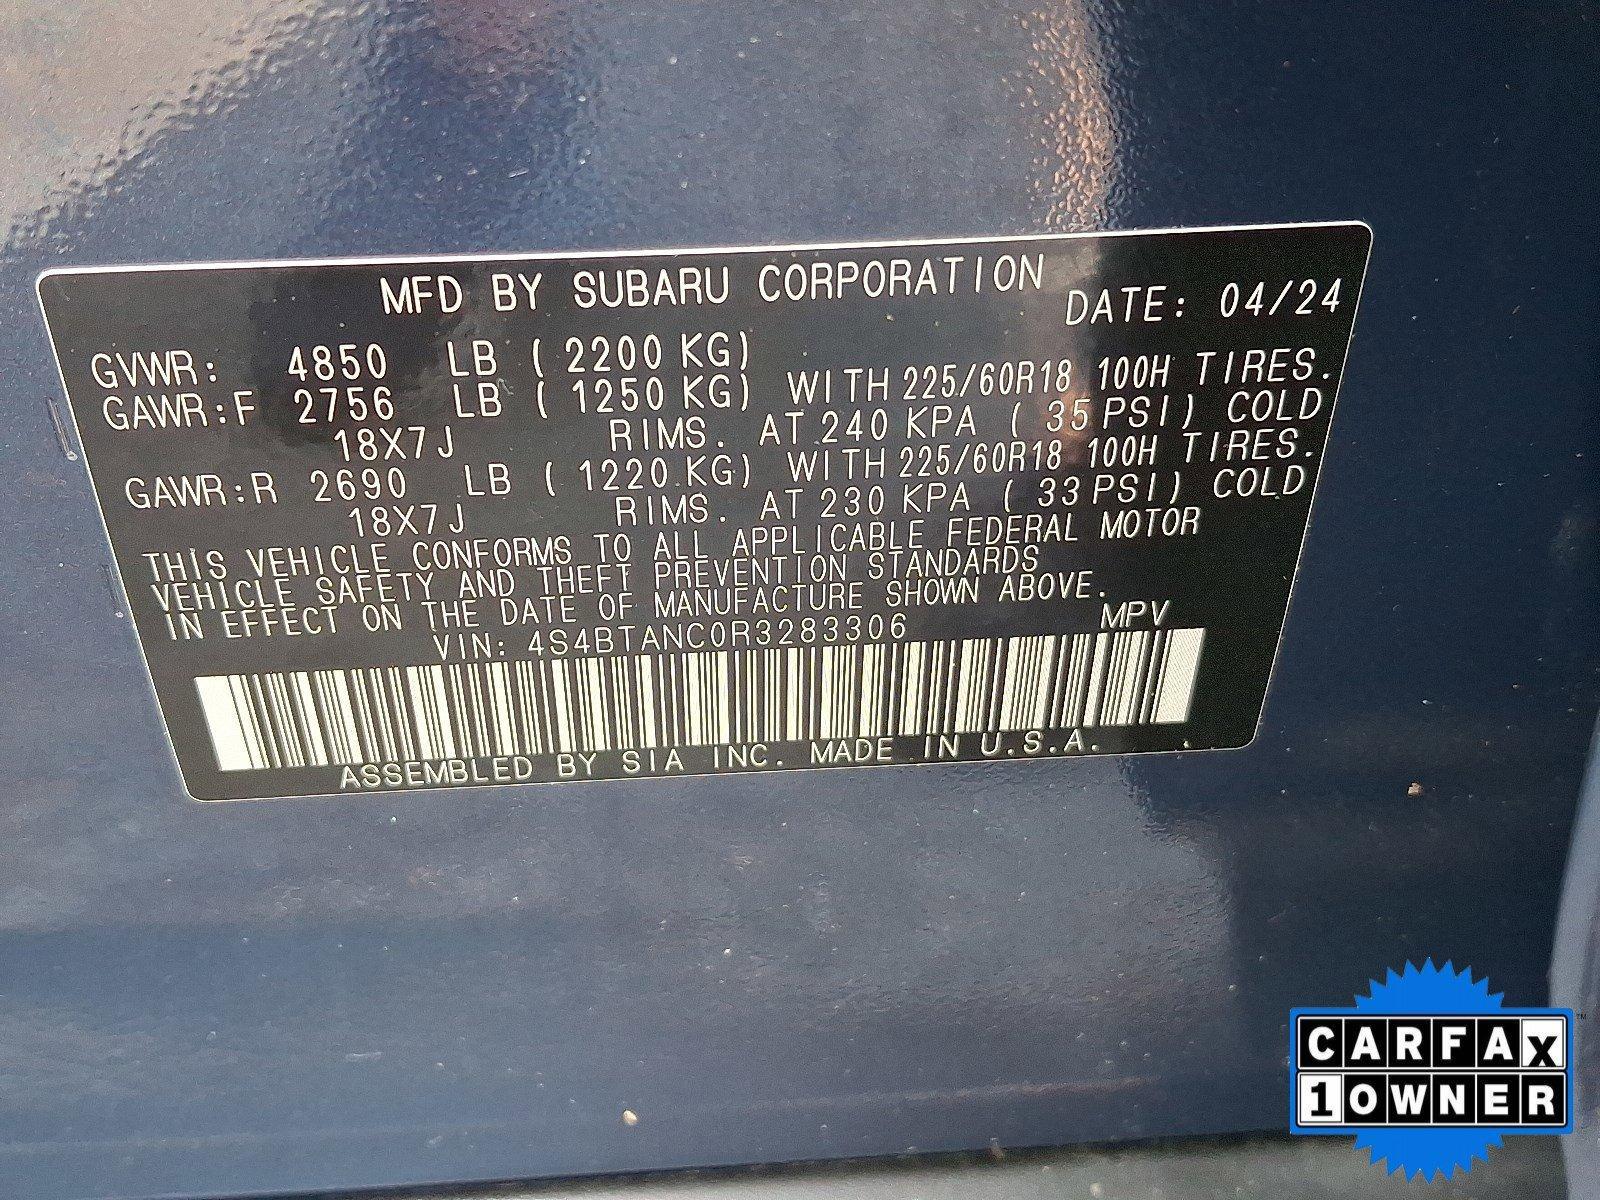 MFD BY SUBARU CORPORATION DATE: 04/24
GVWR: 4850 LB ( 2200 KG)
GAWR:F 2756 LB ( 1250 KG) WITH 225/60R18 100H TIRES.
18X7J RIMS. AT 240 KPA ( 35 PSI) COLD
GAWR:R 2690 LB ( 1220 KG) WITH 225/60R18 100H TIRES.
18X7J RIMS. AT 230 KPA ( 33 PSI) COLD
THIS VEHICLE CONFORMS TO ALL APPLICABLE FEDERAL MOTOR
VEHICLE SAFETY AND THEFT PREVENTION STANDARDS
IN EFFECT ON THE DATE OF MANUFACTURE SHOWN ABOVE.
VIN: 4S4BTANC0R3283306 MPV
ASSEMBLED BY SIA INC. MADE IN U.S.A.
CARFAX™
1 OWNER